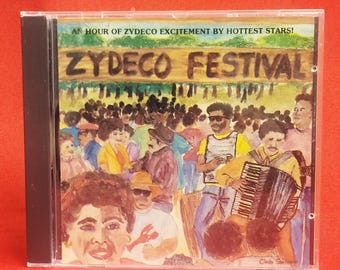 AN HOUR OF ZYDECO EXCITEMENT BY HOTTEST STARS!
ZYDECO FESTIVAL